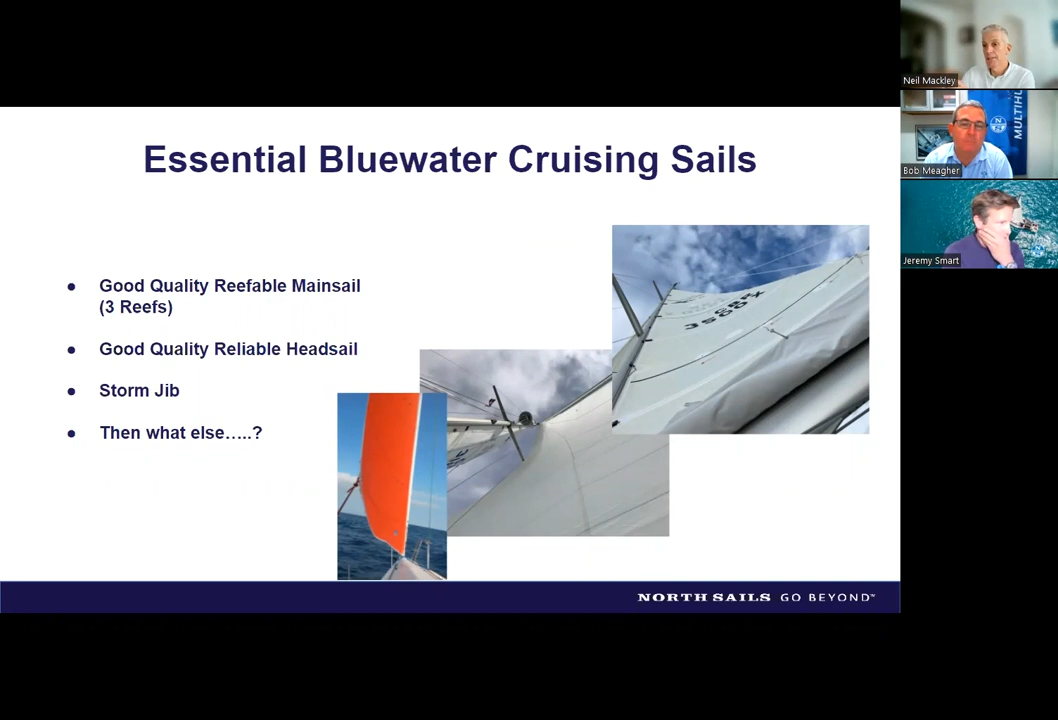 Essential Bluewater Cruising Sails
● Good Quality Reefable Mainsail
(3 Reefs)
● Good Quality Reliable Headsail
● Storm Jib
● Then what else…..?
NORTH SAILS GO BEYOND™
Neil Mackley
MULTIHU
Bob Meagher
Jeremy Smart